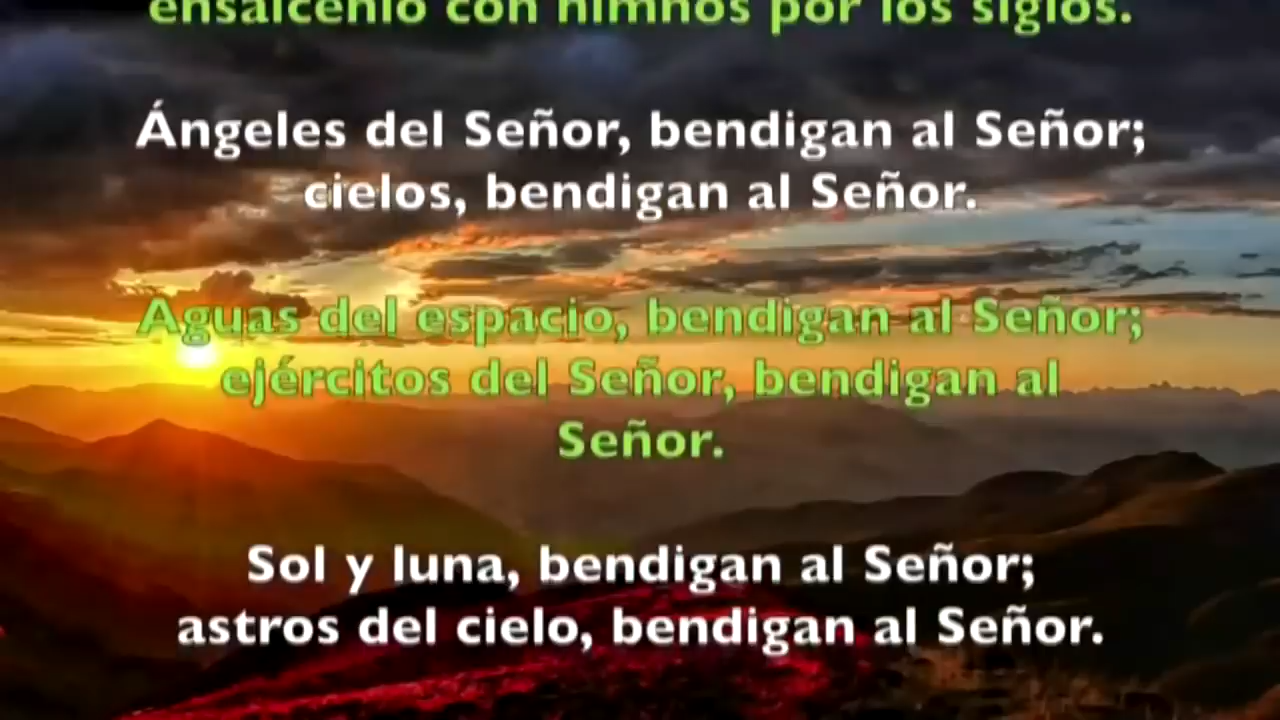 ensálcenlo con himnos por los siglos.
Ángeles del Señor, bendigan al Señor;
cielos, bendigan al Señor.
Aguas del espacio, bendigan al Señor;
ejércitos del Señor, bendigan al
Señor.
Sol y luna, bendigan al Señor;
astros del cielo, bendigan al Señor.